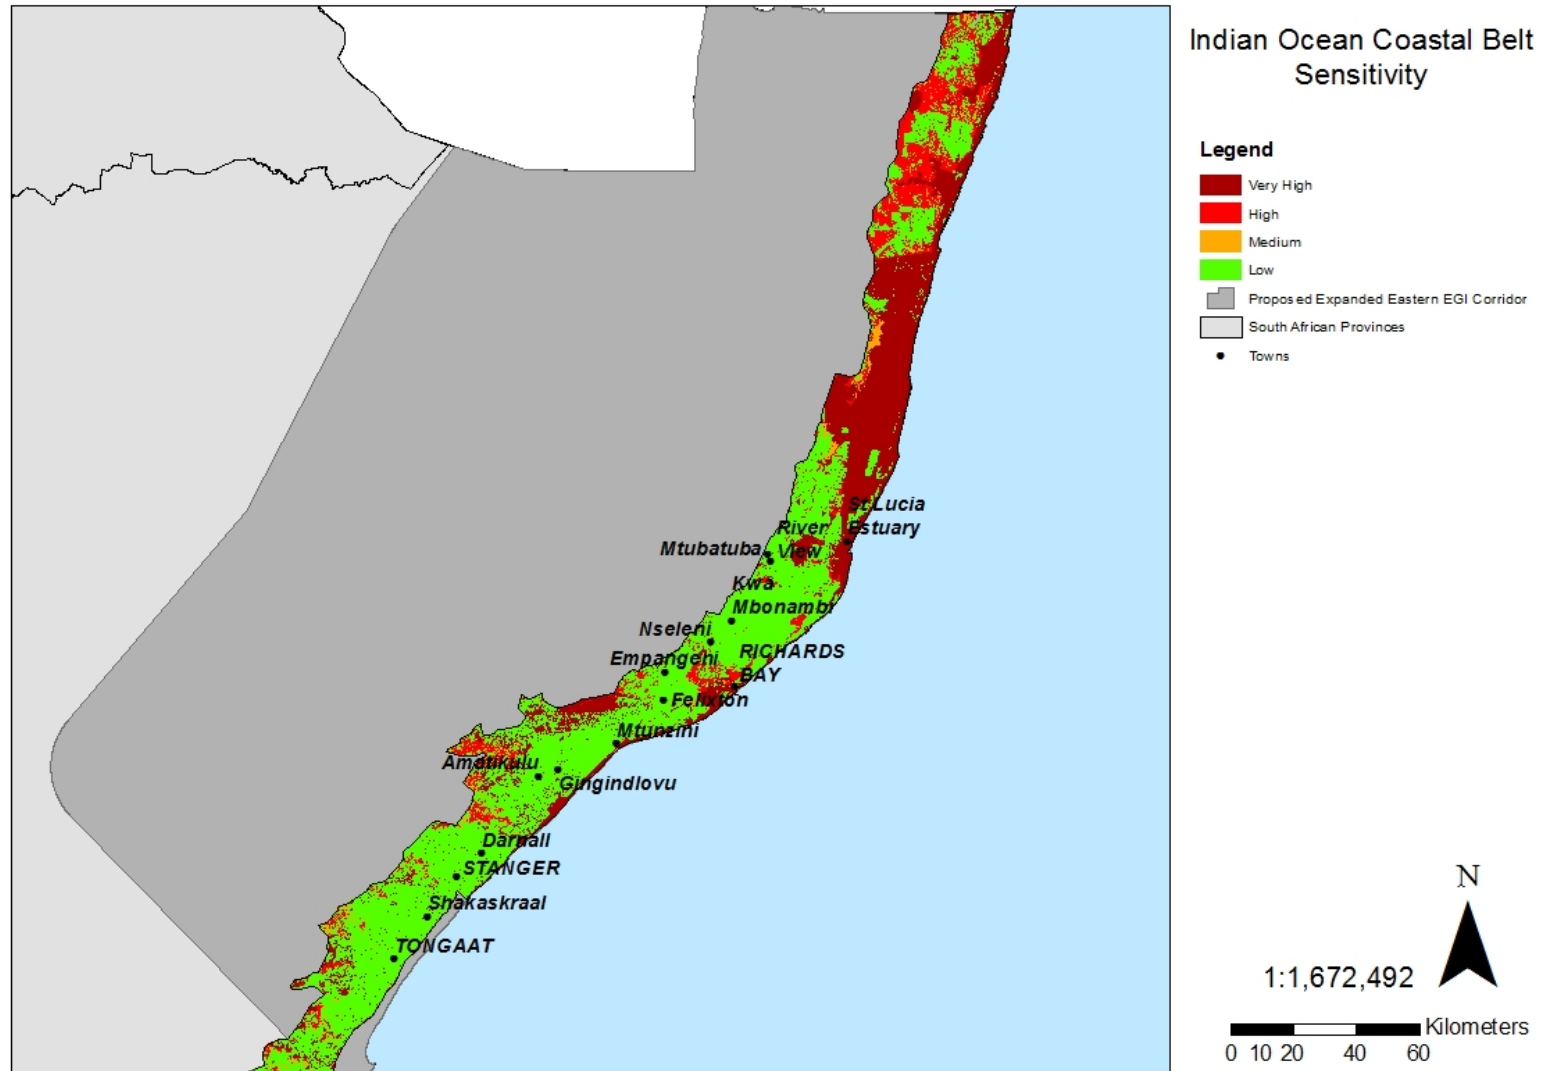 Indian Ocean Coastal Belt
Sensitivity
Legend
Very High
High
Medium
Low
Proposed Expanded Eastern EGI Corridor
South African Provinces
Towns
St Lucia
Estuary
River
View
Mtubatuba
Kwa
Mbonambi
Nseleni
RICHARDS
BAY
Empangeni
Felixton
Mtunzini
Amatikulu
Gingindlovu
Darnall
STANGER
Shakaskraal
TONGAAT
N
1:1,672,492
Kilometers
0 10 20 40 60